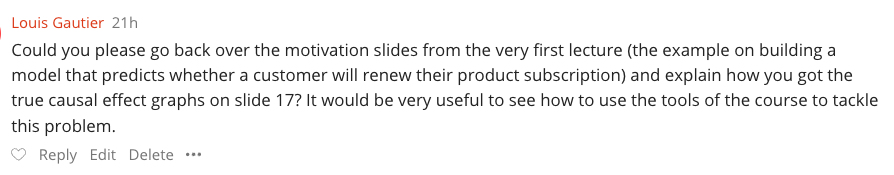 Louis Gautier 21h
Could you please go back over the motivation slides from the very first lecture (the example on building a
model that predicts whether a customer will renew their product subscription) and explain how you got the
true causal effect graphs on slide 17? It would be very useful to see how to use the tools of the course to tackle
this problem.
Reply Edit Delete •••